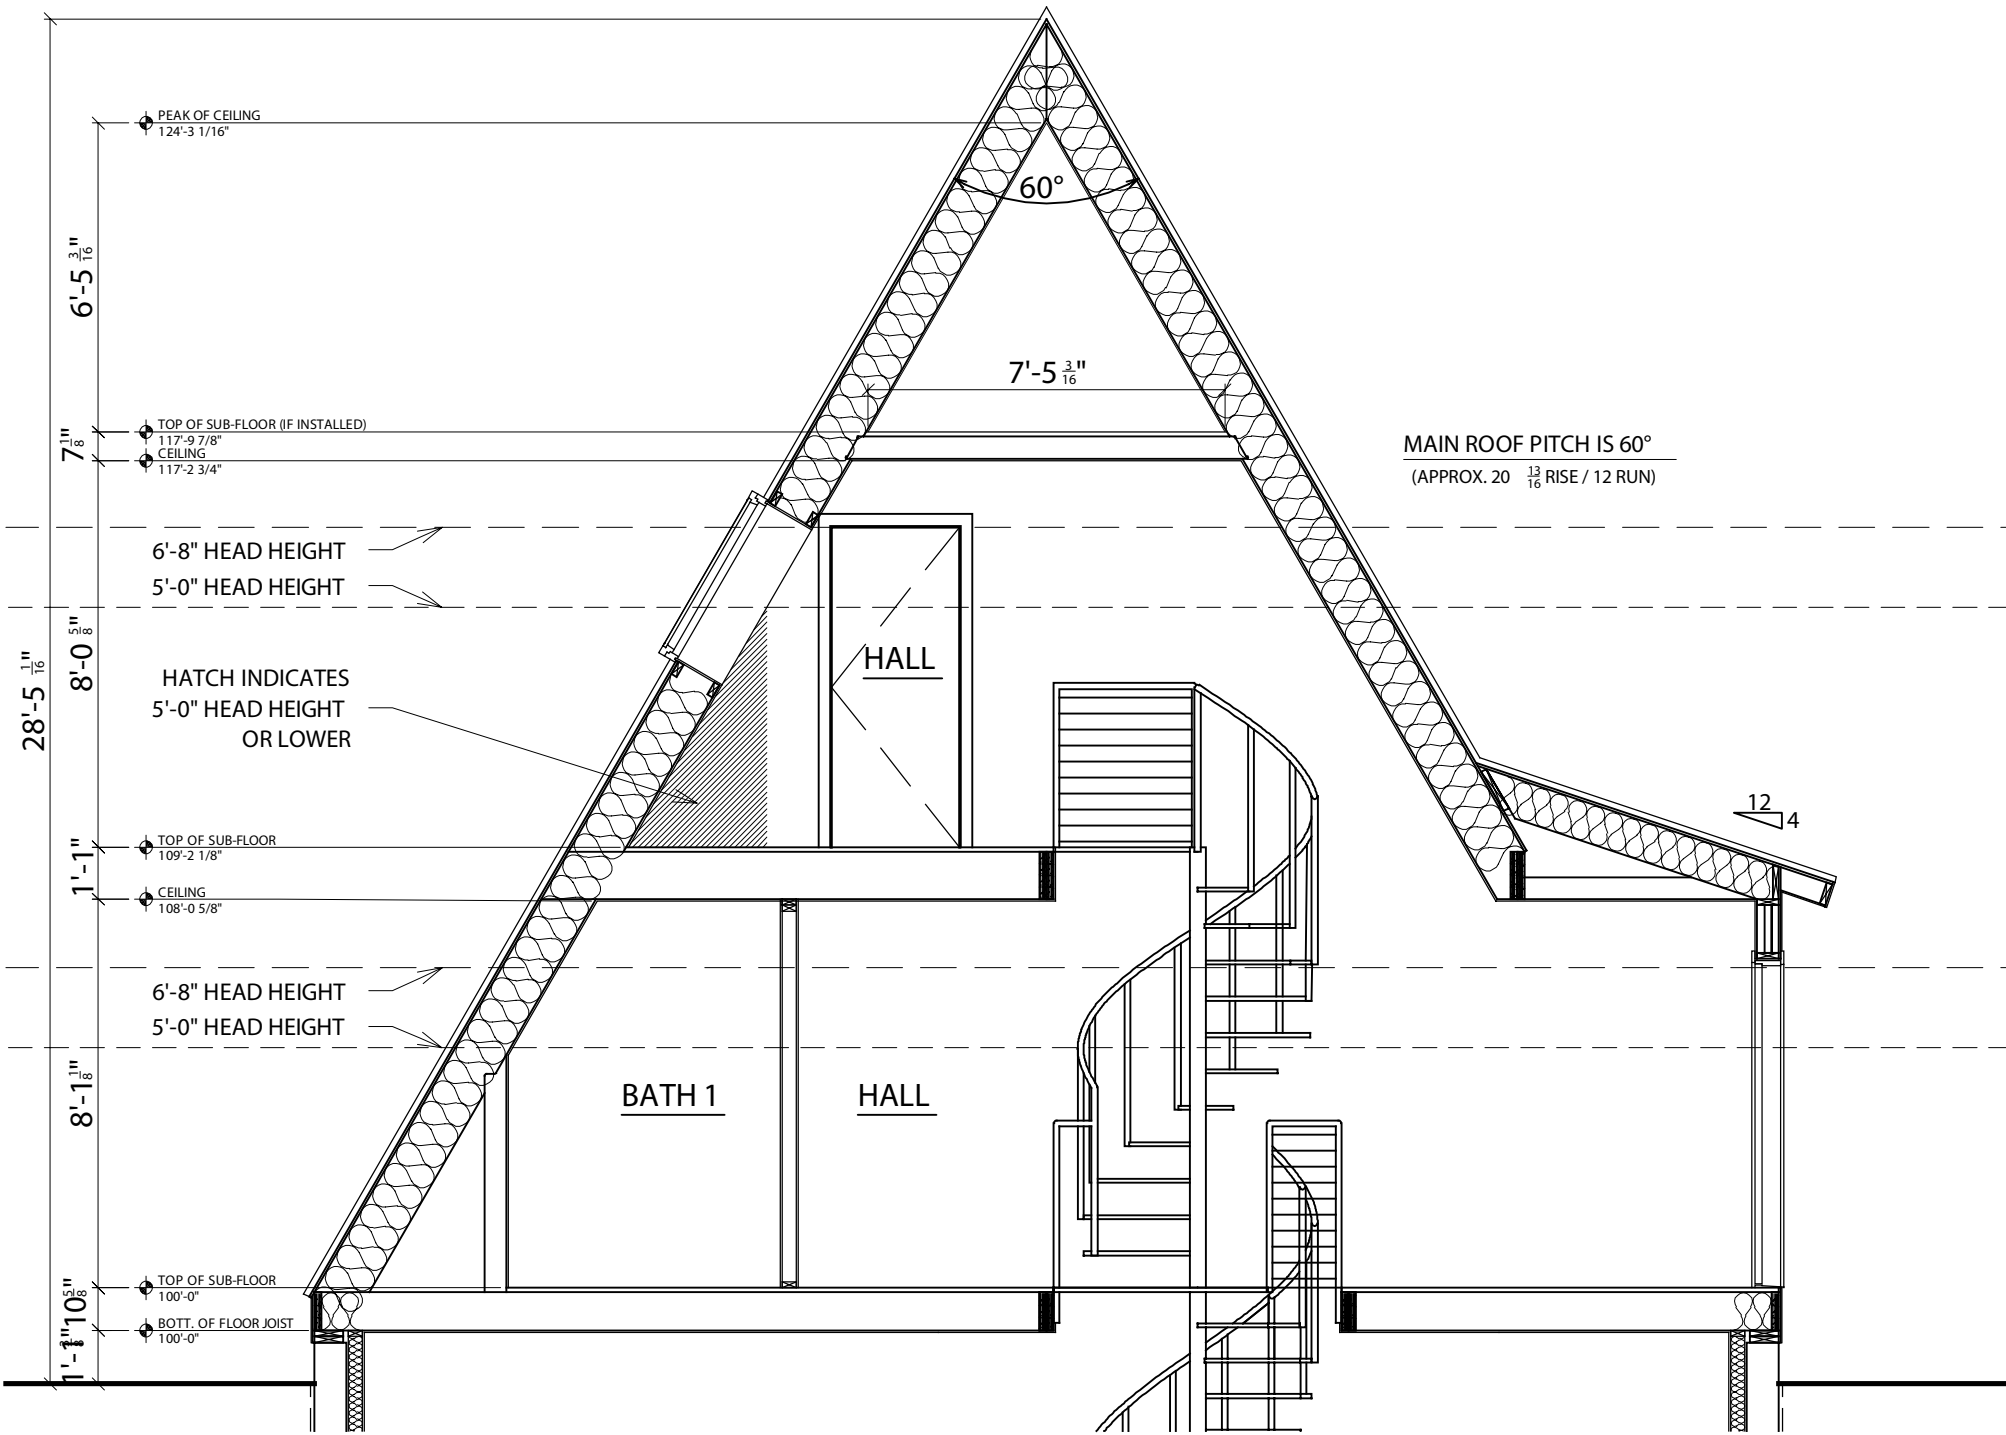 PEAK OF CEILING
124'-3 1/16"
60°
6'-5 3/16"
7'-5 3/16"
TOP OF SUB-FLOOR (IF INSTALLED)
117'-9 7/8"
7 1/8"
CEILING
117'-2 3/4"
MAIN ROOF PITCH IS 60°
(APPROX. 20 13/16 RISE / 12 RUN)
6'-8" HEAD HEIGHT
5'-0" HEAD HEIGHT
8'-0 5/8"
28'-5 1/16"
HALL
HATCH INDICATES
5'-0" HEAD HEIGHT
OR LOWER
12
4
TOP OF SUB-FLOOR
109'-2 1/8"
1'-1"
CEILING
108'-0 5/8"
6'-8" HEAD HEIGHT
5'-0" HEAD HEIGHT
8'-1 1/8"
BATH 1
HALL
TOP OF SUB-FLOOR
100'-0"
10 5/8"
BOTT. OF FLOOR JOIST
100'-0"